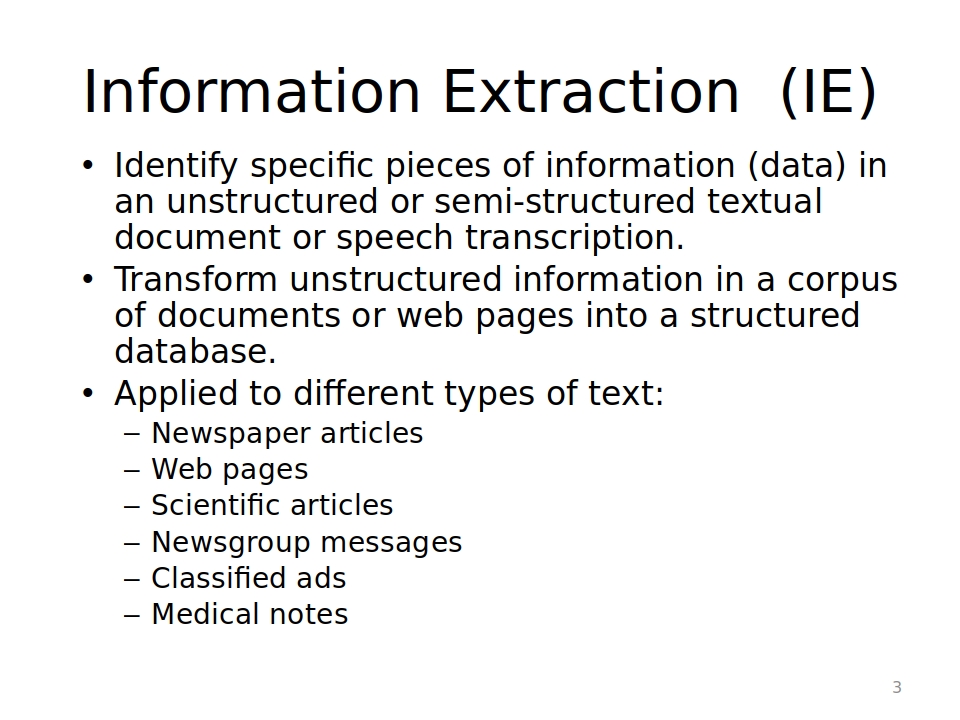 Information Extraction  (IE)
• Identify specific pieces of information (data) in
an unstructured or semi-structured textual
document or speech transcription.
• Transform unstructured information in a corpus
of documents or web pages into a structured
database.
• Applied to different types of text:
– Newspaper articles
– Web pages
– Scientific articles
– Newsgroup messages
– Classified ads
– Medical notes
3